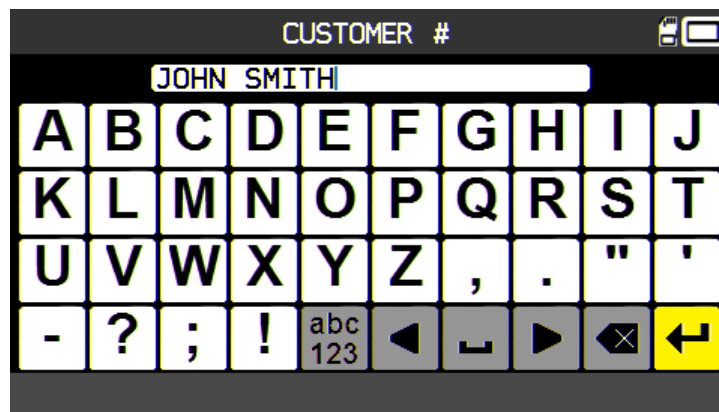 CUSTOMER #
JOHN SMITH
A B C D E F G H I J
K L M N O P Q R S T
U V W X Y Z , . " '
- ? ; ! abc
123